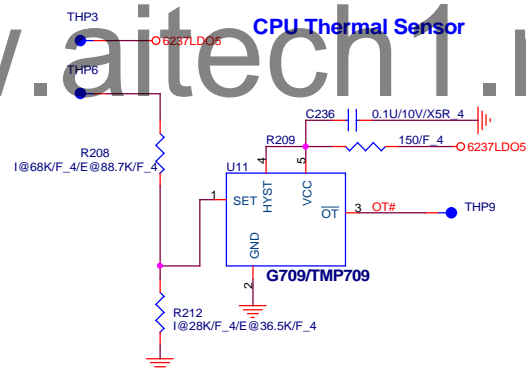 THP3
6237LDO5
CPU Thermal Sensor
w.aitech1.
THP6
C236
0.1U/10V/X5R_4
R208
I@68K/F_4/E@88.7K/F_4
R209
150/F_4
6237LDO5
U11
4
5
1
SET
HYST
VCC
OT
3
OT#
THP9
GND
2
G709/TMP709
R212
I@28K/F_4/E@36.5K/F_4